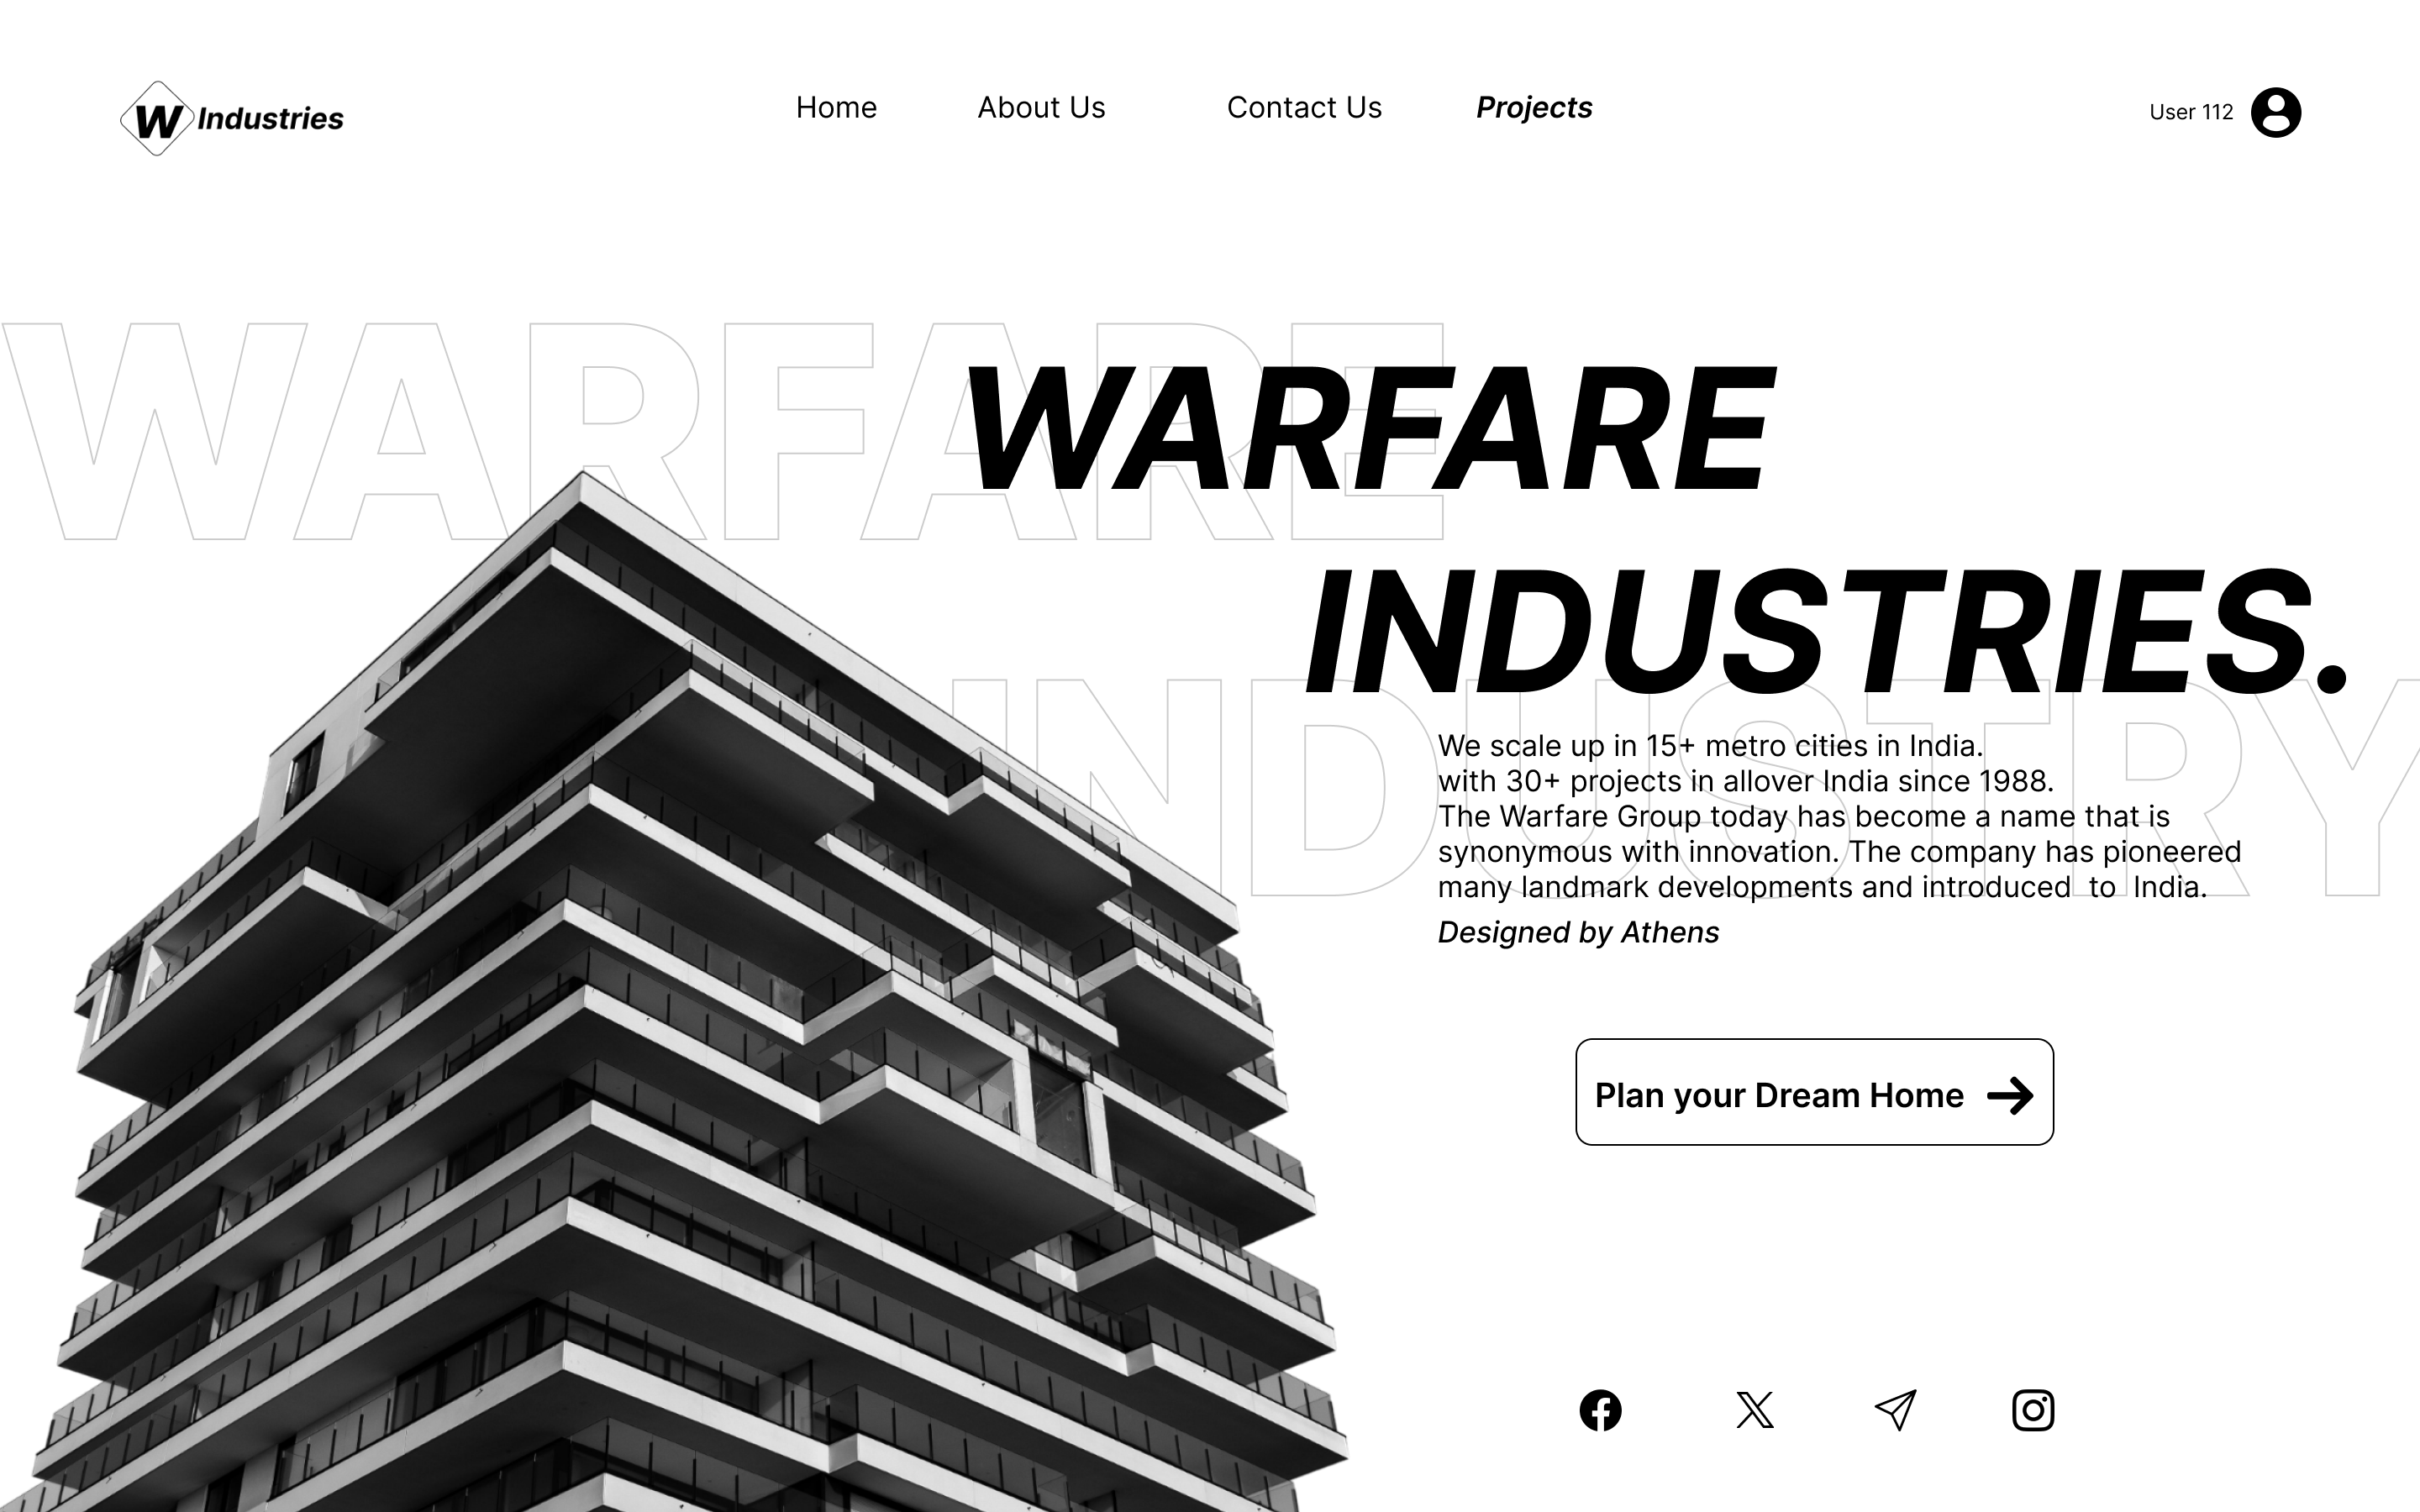 W Industries
Home About Us Contact Us Projects
User 112
WARFARE
WARFARE
INDUSTRIES.
INDUSTRY
We scale up in 15+ metro cities in India.
with 30+ projects in allover India since 1988.
The Warfare Group today has become a name that is
synonymous with innovation. The company has pioneered
many landmark developments and introduced  to  India.
Designed by Athens
Plan your Dream Home